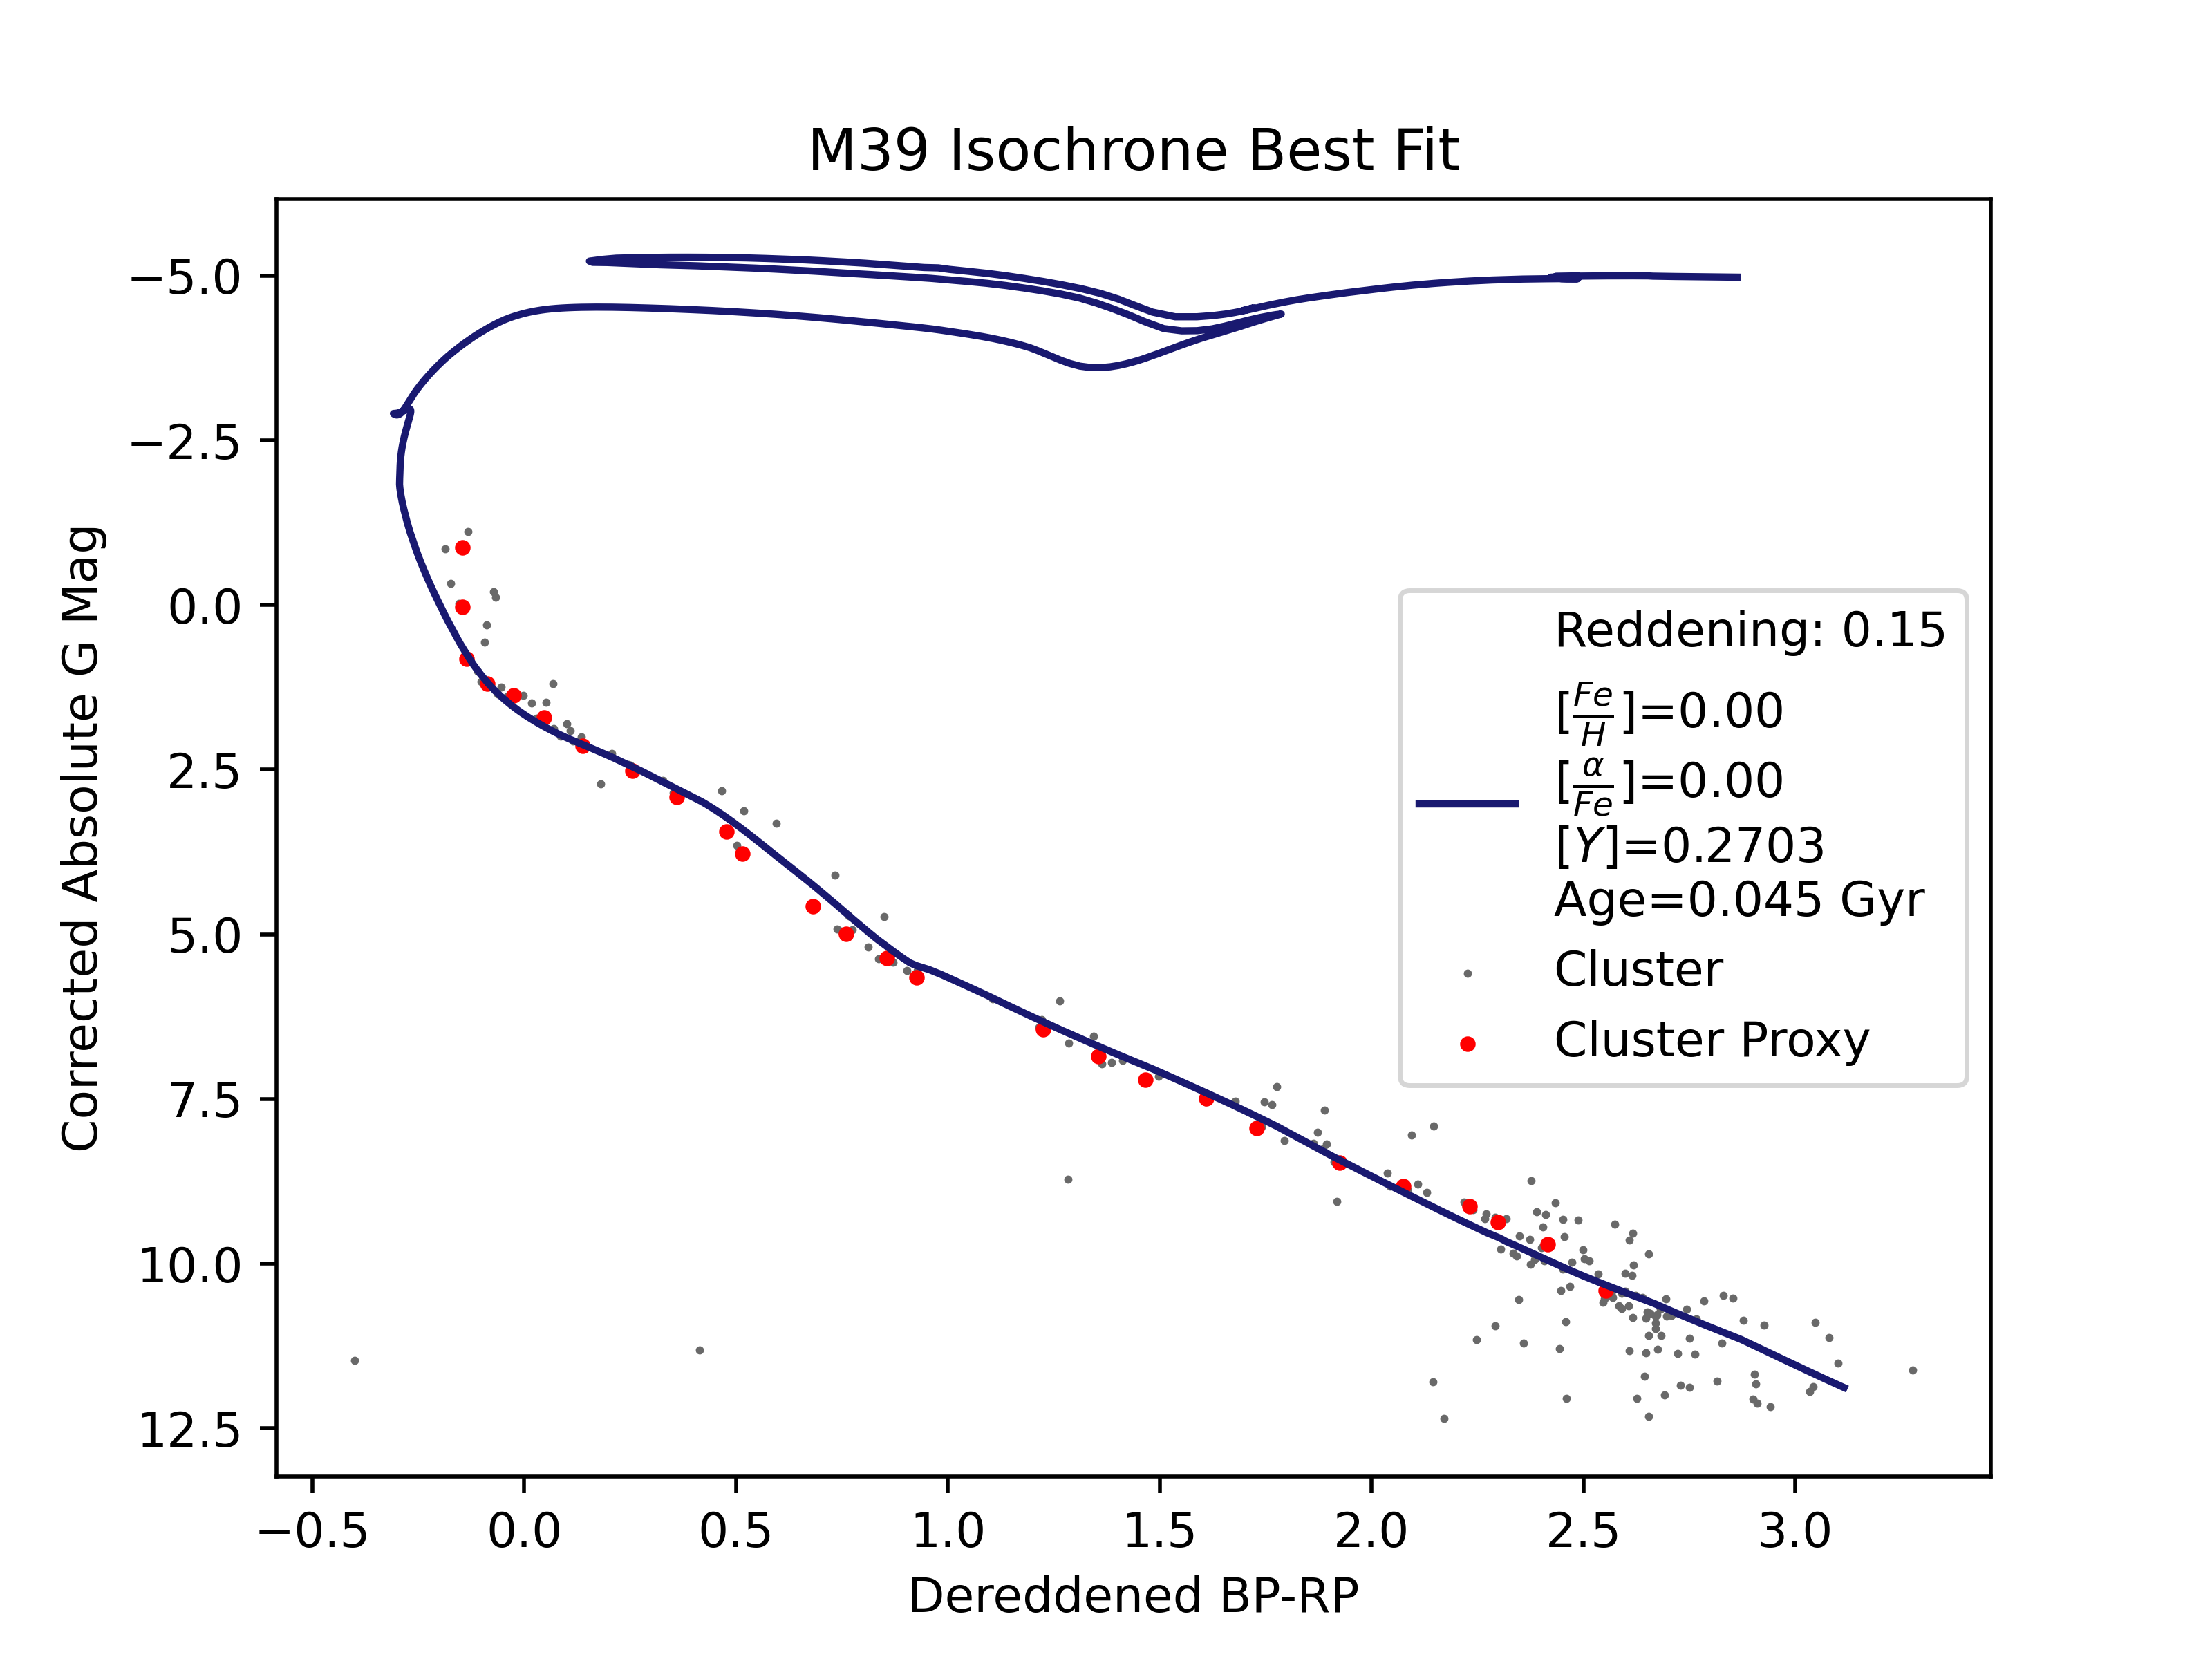 M39 Isochrone Best Fit
Corrected Absolute G Mag
−5.0
−2.5
0.0
2.5
5.0
7.5
10.0
12.5
−0.5 0.0 0.5 1.0 1.5 2.0 2.5 3.0
Dereddened BP-RP
Reddening: 0.15
[Fe/H]=0.00
[α/Fe]=0.00
[Y]=0.2703
Age=0.045 Gyr
Cluster
Cluster Proxy